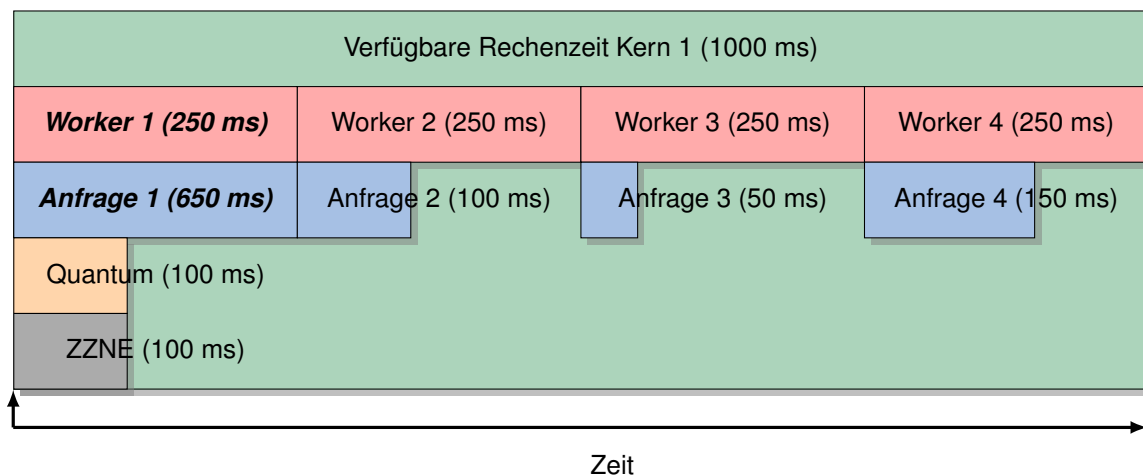 Verfügbare Rechenzeit Kern 1 (1000 ms)
Worker 1 (250 ms) Worker 2 (250 ms) Worker 3 (250 ms) Worker 4 (250 ms)
Anfrage 1 (650 ms) Anfrage 2 (100 ms) Anfrage 3 (50 ms) Anfrage 4 (150 ms)
Quantum (100 ms)
ZZNE (100 ms)
Zeit